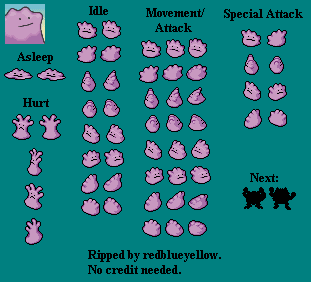 Idle
Movement/
Attack
Special Attack
Asleep
Hurt
Next:
Ripped by redblueyellow.
No credit needed.